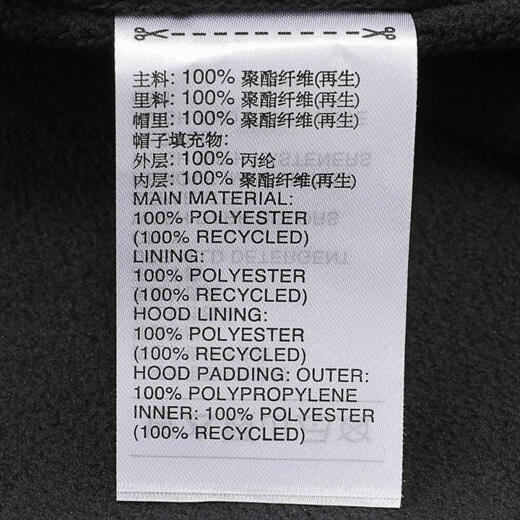 主料: 100% 聚酯纤维(再生)
里料: 100% 聚酯纤维(再生)
帽里: 100% 聚酯纤维(再生)
帽子填充物:
外层: 100% 丙纶
内层: 100% 聚酯纤维(再生)
MAIN MATERIAL:
100% POLYESTER
(100% RECYCLED)
LINING:
100% POLYESTER
(100% RECYCLED)
HOOD LINING:
100% POLYESTER
(100% RECYCLED)
HOOD PADDING: OUTER:
100% POLYPROPYLENE
INNER: 100% POLYESTER
(100% RECYCLED)